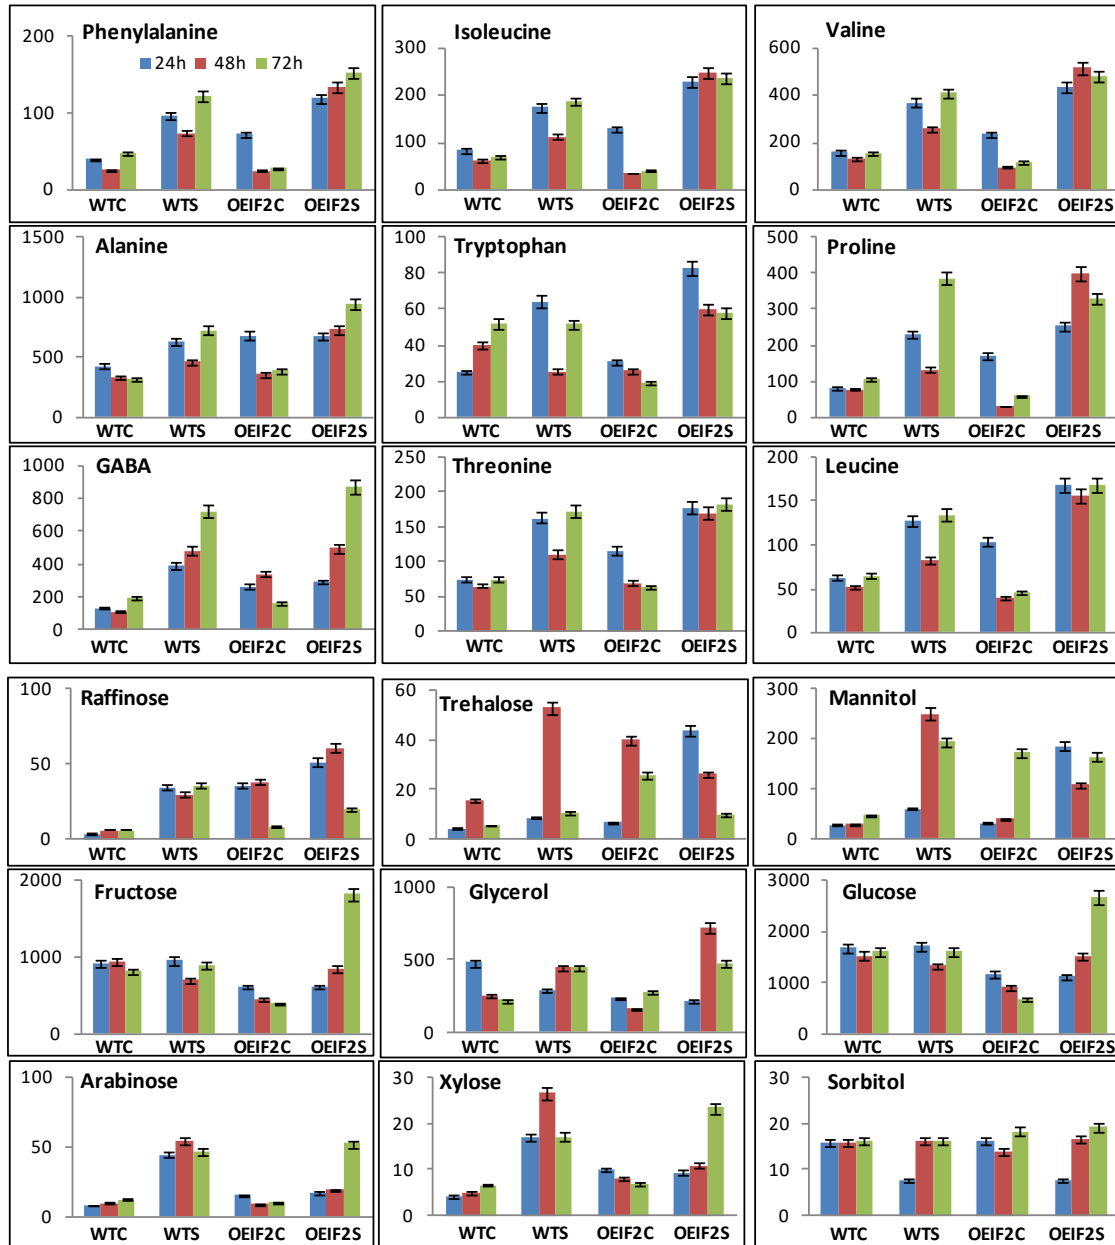 Phenylalanine
24h 48h 72h
200
100
0
WTC WTS OEIF2C OEIF2S
Isoleucine
300
200
100
0
WTC WTS OEIF2C OEIF2S
Valine
600
400
200
0
WTC WTS OEIF2C OEIF2S
Alanine
1500
1000
500
0
WTC WTS OEIF2C OEIF2S
Tryptophan
100
80
60
40
20
0
WTC WTS OEIF2C OEIF2S
Proline
500
400
300
200
100
0
WTC WTS OEIF2C OEIF2S
GABA
1000
800
600
400
200
0
WTC WTS OEIF2C OEIF2S
Threonine
250
200
150
100
50
0
WTC WTS OEIF2C OEIF2S
Leucine
200
150
100
50
0
WTC WTS OEIF2C OEIF2S
Raffinose
100
50
0
WTC WTS OEIF2C OEIF2S
Trehalose
60
40
20
0
WTC WTS OEIF2C OEIF2S
Mannitol
300
200
100
0
WTC WTS OEIF2C OEIF2S
Fructose
2000
1000
0
WTC WTS OEIF2C OEIF2S
Glycerol
1000
500
0
WTC WTS OEIF2C OEIF2S
Glucose
3000
2000
1000
0
WTC WTS OEIF2C OEIF2S
Arabinose
100
50
0
WTC WTS OEIF2C OEIF2S
Xylose
30
20
10
0
WTC WTS OEIF2C OEIF2S
Sorbitol
30
20
10
0
WTC WTS OEIF2C OEIF2S